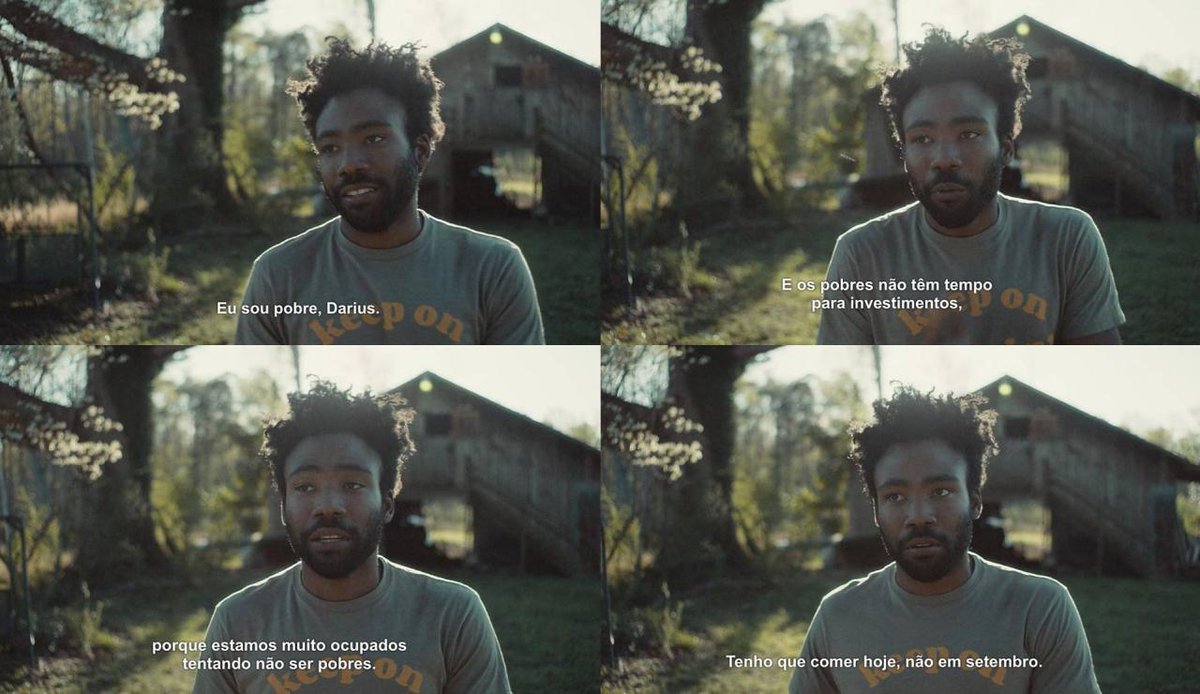 Eu sou pobre, Darius.
keep on
E os pobres não têm tempo
para investimentos,
keep on
porque estamos muito ocupados
tentando não ser pobres.
keep on
Tenho que comer hoje, não em setembro.
keep on